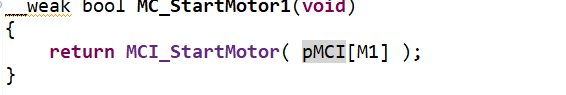 __weak bool MC_StartMotor1(void)
{
return MCI_StartMotor( pMCI[M1] );
}